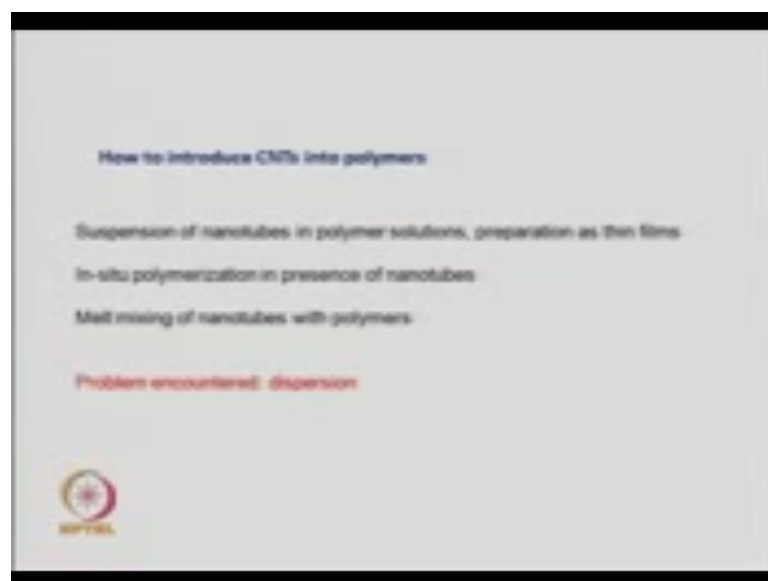 How to introduce CNTs into polymers
Suspension of nanotubes in polymer solutions, preparation as thin films
In-situ polymerization in presence of nanotubes
Melt mixing of nanotubes with polymers
Problem encountered: dispersion
NPTEL